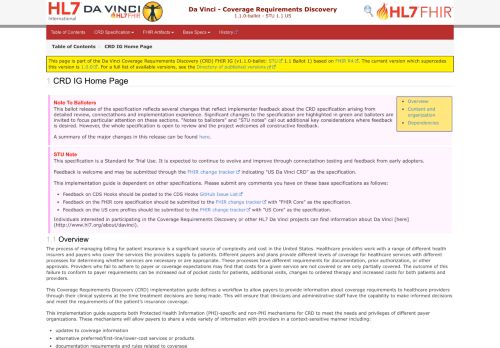 HL7 DA VINCI HL7 FHIR
International
Da Vinci - Coverage Requirements Discovery
1.1.0-ballot - STU 1.1 US
HL7 FHIR
Table of Contents CRD Specification FHIR Artifacts Base Specs History
Table of Contents CRD IG Home Page
This page is part of the Da Vinci Coverage Requirements Discovery (CRD) FHIR IG (v1.1.0-ballot: STU 1.1 Ballot 1) based on FHIR R4. The current version which supercedes
this version is 1.0.0. For a full list of available versions, see the Directory of published versions
1 CRD IG Home Page
Note To Balloters
This ballot release of the specification reflects several changes that reflect implementer feedback about the CRD specification arising from
detailed review, connectathons and implementation experience. Significant changes to the specification are highlighted in green and balloters are
invited to focus particular attention on these sections. "Notes to balloters" and "STU notes" call out additional key considerations where feedback
is desired. However, the whole specification is open to review and the project welcomes all constructive feedback.
A summary of the major changes in this release can be found here.
• Overview
• Content and
organization
• Dependencies
STU Note
This specification is a Standard for Trial Use. It is expected to continue to evolve and improve through connectathon testing and feedback from early adopters.
Feedback is welcome and may be submitted through the FHIR change tracker indicating "US Da Vinci CRD" as the specification.
This implementation guide is dependent on other specifications. Please submit any comments you have on these base specifications as follows:
• Feedback on CDS Hooks should be posted to the CDS Hooks GitHub Issue List
• Feedback on the FHIR core specification should be submitted to the FHIR change tracker with "FHIR Core" as the specification.
• Feedback on the US core profiles should be submitted to the FHIR change tracker with "US Core" as the specification.
Individuals interested in participating in the Coverage Requirements Discovery or other HL7 Da Vinci projects can find information about Da Vinci [here]
(http://www.hl7.org/about/davinci).
1.1 Overview
The process of managing billing for patient insurance is a significant source of complexity and cost in the United States. Healthcare providers work with a range of different health
insurers and payers who cover the services the providers supply to patients. Different payers and plans provide different levels of coverage for healthcare services with different
processes for determining whether services are necessary or are appropriate. These processes have different requirements for documentation, prior authorization, or other
approvals. Providers who fail to adhere to payer or coverage expectations may find that costs for a given service are not covered or are only partially covered. The outcome of this
failure to conform to payer requirements can be increased out of pocket costs for patients, additional visits, changes to ordered therapy and increased costs for both patients and
providers.
This Coverage Requirements Discovery (CRD) implementation guide defines a workflow to allow payers to provide information about coverage requirements to healthcare providers
through their clinical systems at the time treatment decisions are being made. This will ensure that clinicians and administrative staff have the capability to make informed decisions
and meet the requirements of the patient's insurance coverage.
This implementation guide supports both Protected Health Information (PHI)-specific and non-PHI mechanisms for CRD to meet the needs and privileges of different payer
organizations. These mechanisms will allow payers to share a wide variety of information with providers in a context-sensitive manner including:
• updates to coverage information
• alternative preferred/first-line/lower-cost services or products
• documentation requirements and rules related to coverage